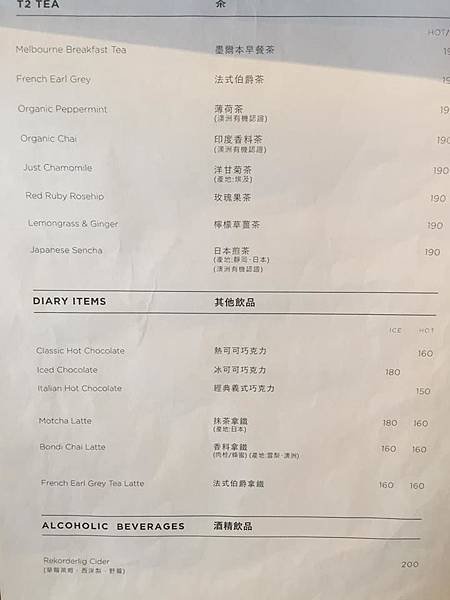 T2 TEA 茶
HOT/
Melbourne Breakfast Tea 墨爾本早餐茶 19
French Earl Grey 法式伯爵茶 19
Organic Peppermint 薄荷茶 19
(澳洲有機認證)
Organic Chai 印度香料茶 190
(澳洲有機認證)
Just Chamomile 洋甘菊茶 190
(產地:埃及)
Red Ruby Rosehip 玫瑰果茶 190
Lemongrass & Ginger 檸檬草薑茶 190
Japanese Sencha 日本煎茶 190
(產地:靜岡,日本)
(澳洲有機認證)
DIARY ITEMS 其他飲品
ICE HOT
Classic Hot Chocolate 熱可可巧克力 160
Iced Chocolate 冰可可巧克力 180
Italian Hot Chocolate 經典義式巧克力 150
Motcha Latte 抹茶拿鐵 180 160
(產地:日本)
Bondi Chai Latte 香料拿鐵 160 160
(肉桂/蜂蜜) (產地:雪梨,澳洲)
French Earl Grey Tea Latte 法式伯爵拿鐵 160 160
ALCOHOLIC BEVERAGES 酒精飲品
Rekorderlig Cider 200
(草莓萊姆、西洋梨、野莓)